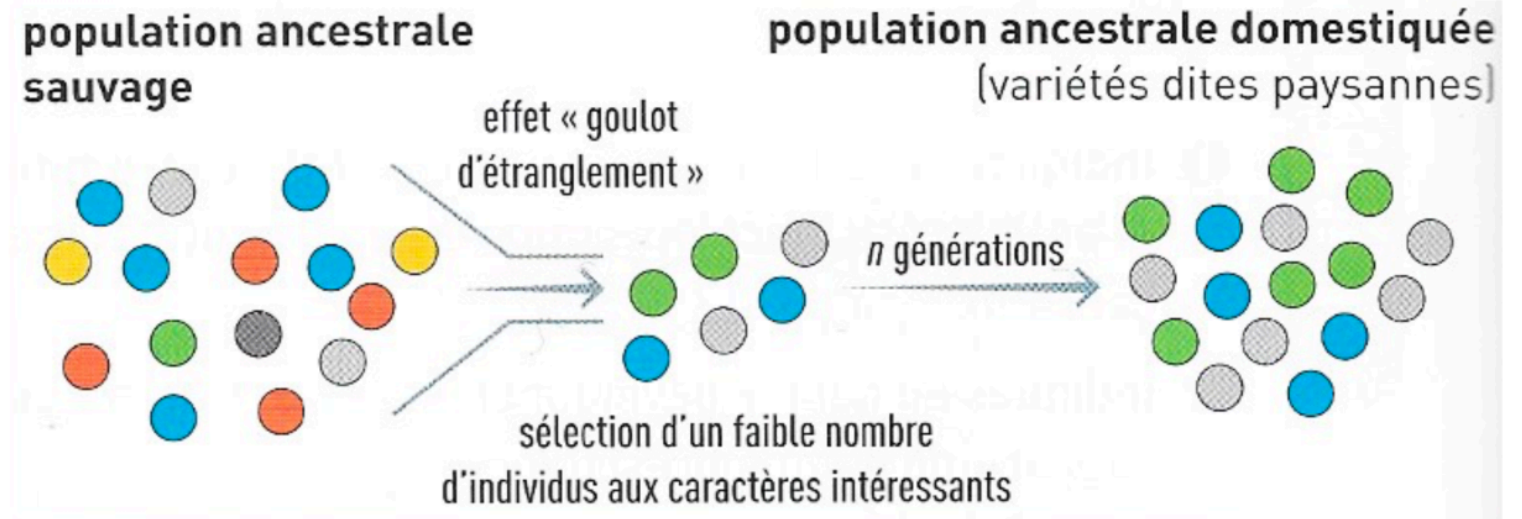 population ancestrale
sauvage
population ancestrale domestiquée
(variétés dites paysannes)
effet « goulot
d'étranglement »
n générations
sélection d'un faible nombre
d'individus aux caractères intéressants